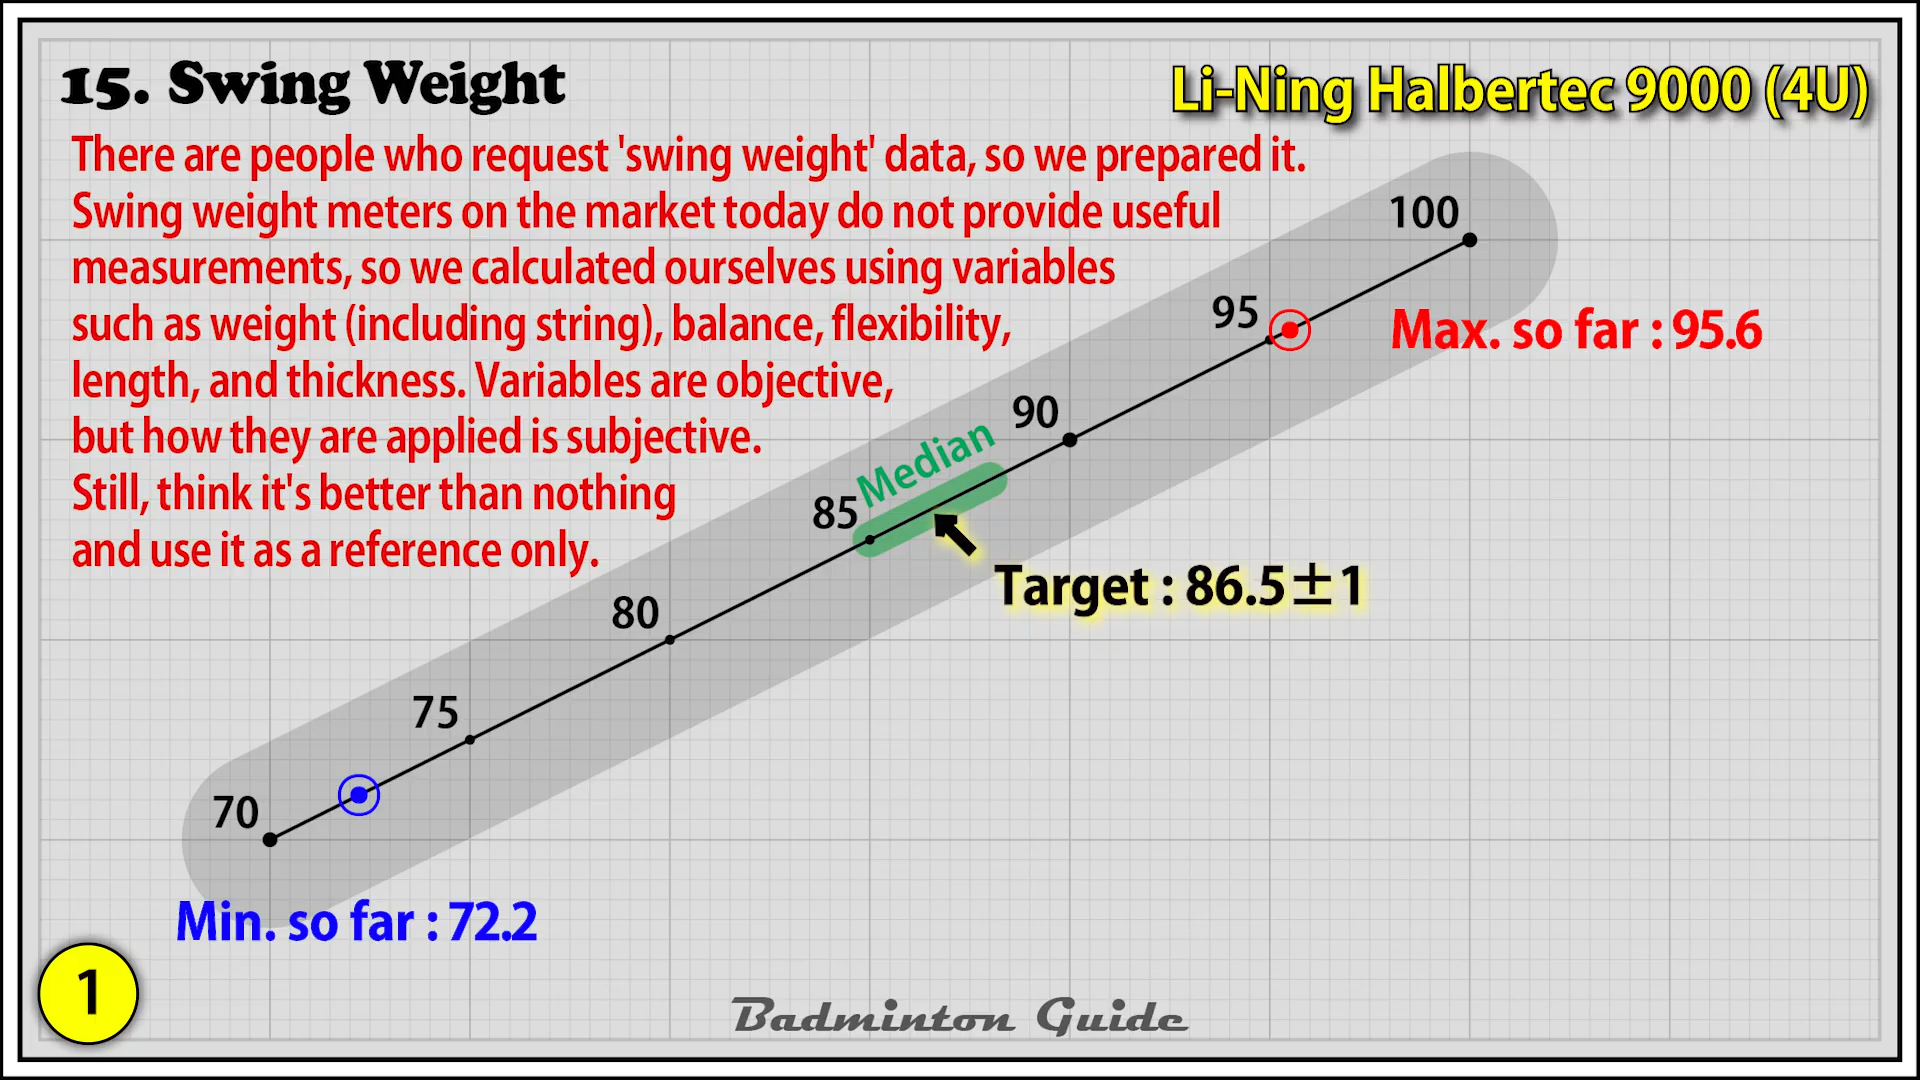 15. Swing Weight
Li-Ning Halbertec 9000 (4U)
There are people who request 'swing weight' data, so we prepared it.
Swing weight meters on the market today do not provide useful
measurements, so we calculated ourselves using variables
such as weight (including string), balance, flexibility,
length, and thickness. Variables are objective,
but how they are applied is subjective.
Still, think it's better than nothing
and use it as a reference only.
100
95
Max. so far : 95.6
90
Median
85
Target : 86.5±1
80
75
70
Min. so far : 72.2
1
Badminton Guide